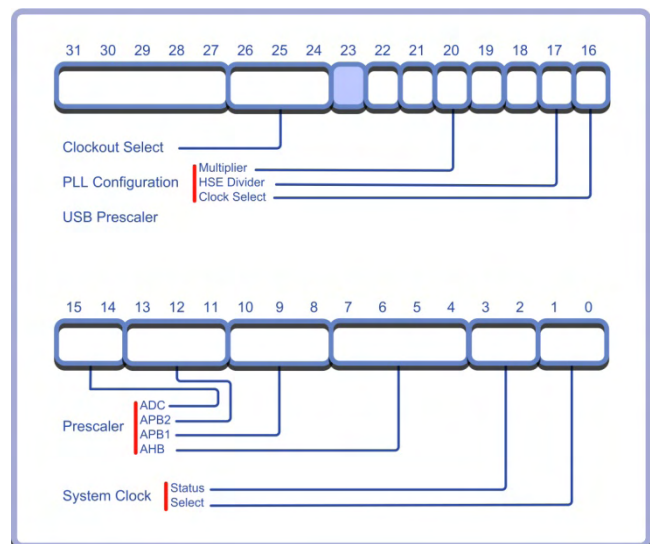 31 30 29 28 27 26 25 24 23 22 21 20 19 18 17 16
Clockout Select
PLL Configuration
Multiplier
HSE Divider
Clock Select
USB Prescaler
15 14 13 12 11 10 9 8 7 6 5 4 3 2 1 0
Prescaler
ADC
APB2
APB1
AHB
System Clock
Status
Select